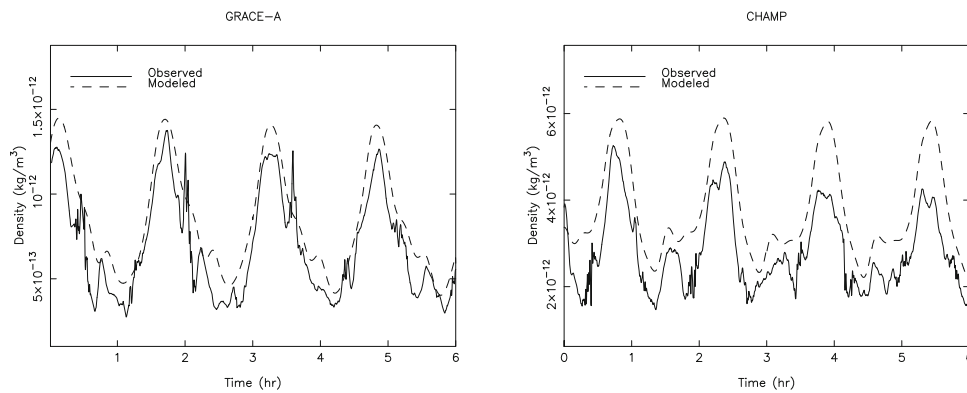 GRACE-A
Observed
Modeled
Density (kg/m³)
1.5×10⁻¹²
10⁻¹²
5×10⁻¹³
1 2 3 4 5 6
Time (hr)
CHAMP
Observed
Modeled
Density (kg/m³)
6×10⁻¹²
4×10⁻¹²
2×10⁻¹²
0 1 2 3 4 5 6
Time (hr)